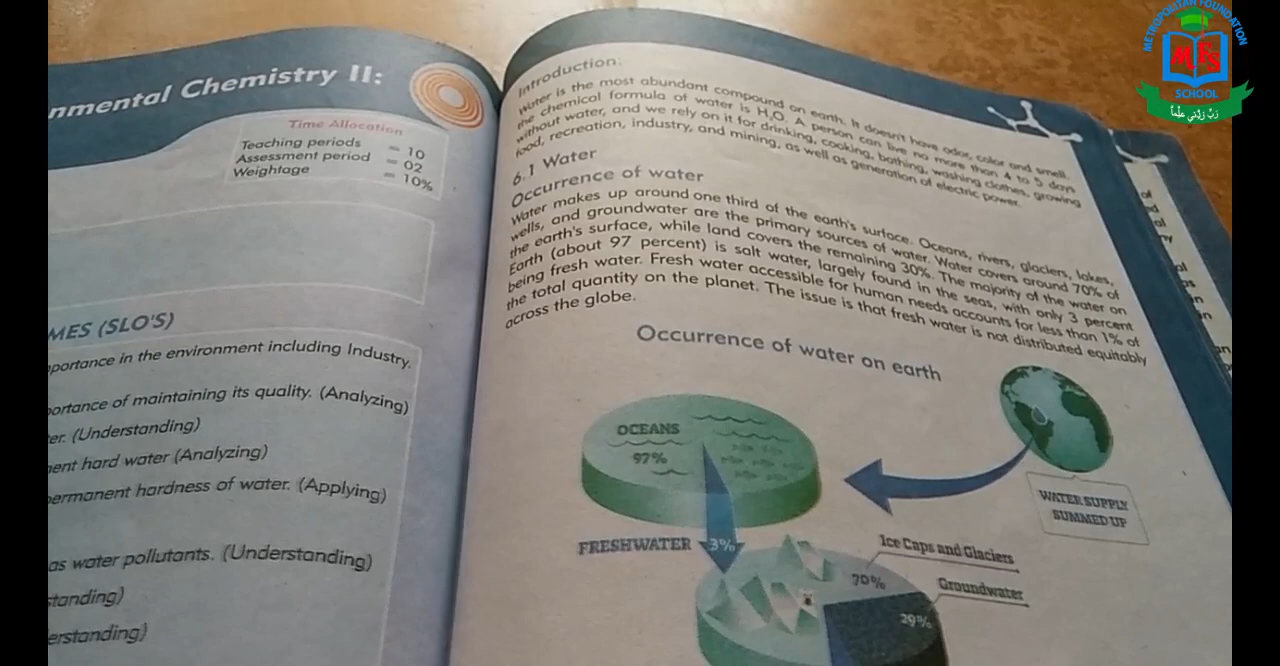 nmental Chemistry II:
Time Allocation
Teaching periods = 10
Assessment period = 02
Weightage = 10%
MES (SLO'S)
portance in the environment including Industry.
portance of maintaining its quality. (Analyzing)
er. (Understanding)
ent hard water (Analyzing)
permanent hardness of water. (Applying)
as water pollutants. (Understanding)
standing)
erstanding)
Introduction:
Water is the most abundant compound on earth. It doesn't have odor, color and smell.
the chemical formula of water is H₂O. A person can live no more than 4 to 5 days
without water, and we rely on it for drinking, cooking, bathing, washing clothes, growing
food, recreation, industry, and mining, as well as generation of electric power.
6.1 Water
Occurrence of water
Water makes up around one third of the earth's surface. Oceans, rivers, glaciers, lakes,
wells, and groundwater are the primary sources of water. Water covers around 70% of
the earth's surface, while land covers the remaining 30%. The majority of the water on
Earth (about 97 percent) is salt water, largely found in the seas, with only 3 percent
being fresh water. Fresh water accessible for human needs accounts for less than 1% of
the total quantity on the planet. The issue is that fresh water is not distributed equitably
across the globe.
Occurrence of water on earth
OCEANS
97%
WATER SUPPLY
SUMMED UP
FRESHWATER 3%
Ice Caps and Glaciers
70%
Groundwater
29%
METROPOLITAN FOUNDATION
MFS
SCHOOL
رَبِّ زِدْنِي عِلْمًا